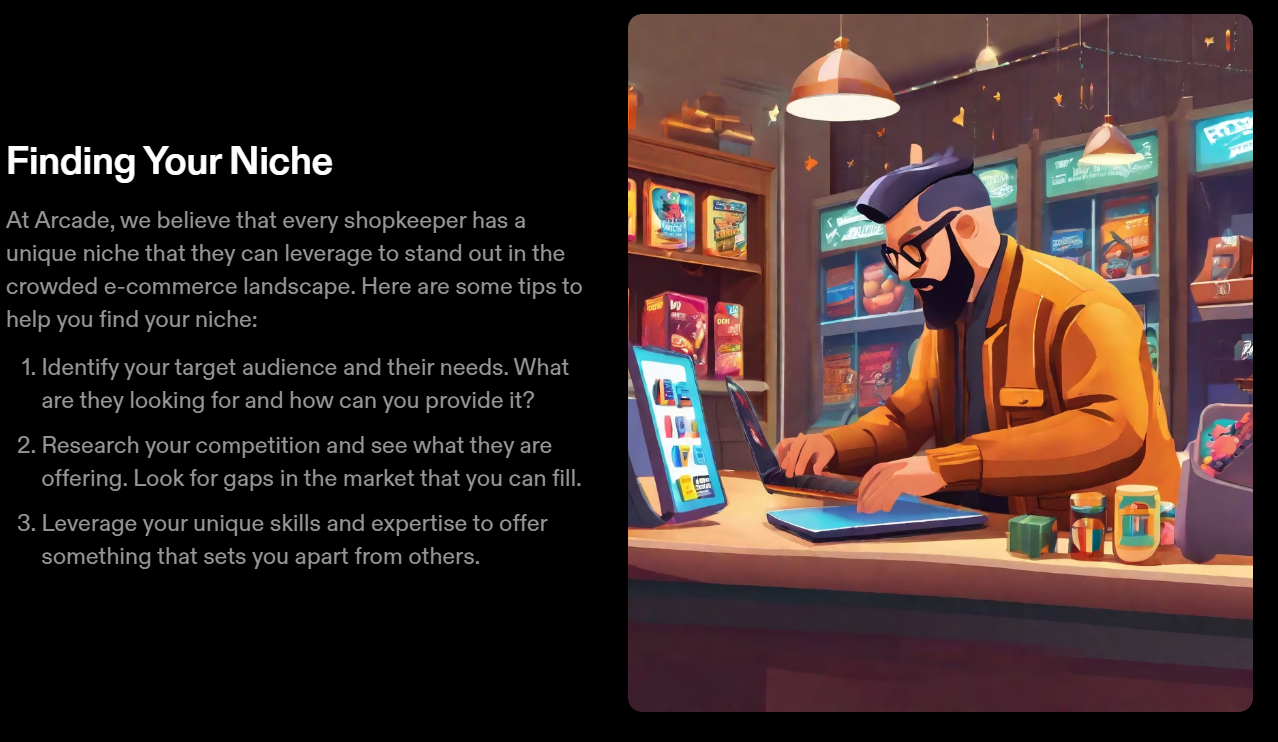 Finding Your Niche
At Arcade, we believe that every shopkeeper has a
unique niche that they can leverage to stand out in the
crowded e-commerce landscape. Here are some tips to
help you find your niche:
1. Identify your target audience and their needs. What
are they looking for and how can you provide it?
2. Research your competition and see what they are
offering. Look for gaps in the market that you can fill.
3. Leverage your unique skills and expertise to offer
something that sets you apart from others.